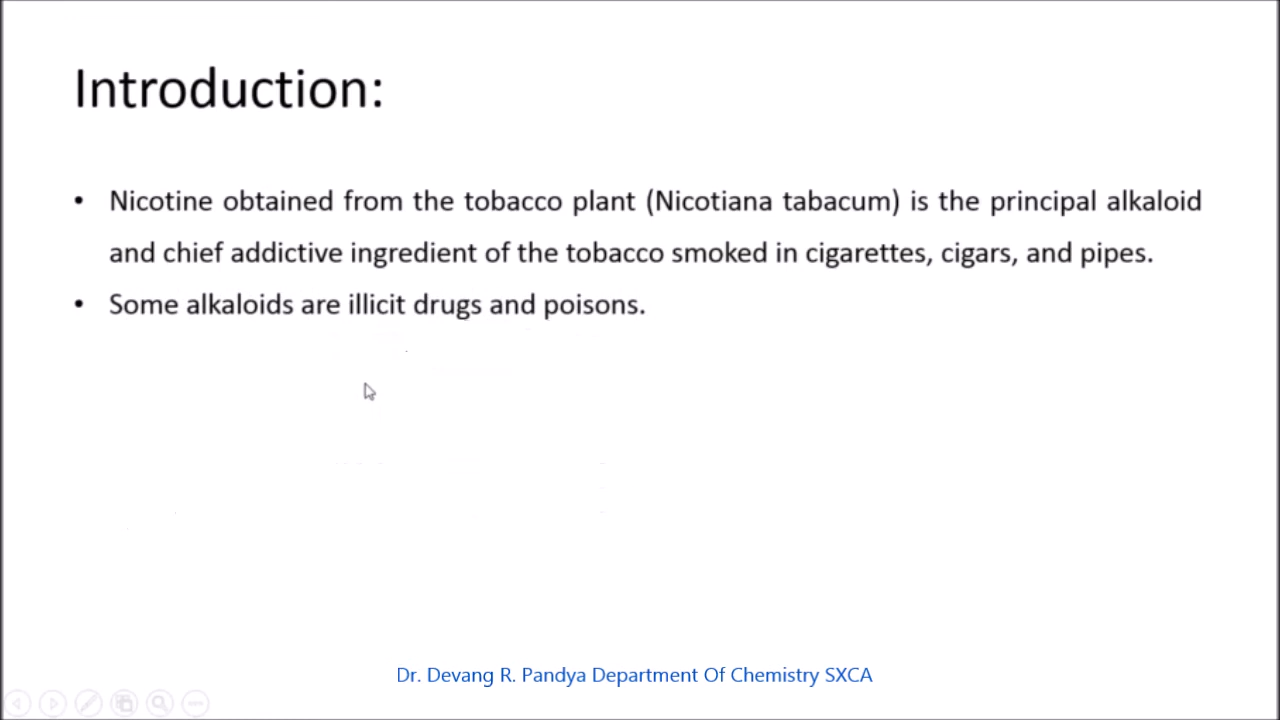 Introduction:
• Nicotine obtained from the tobacco plant (Nicotiana tabacum) is the principal alkaloid
and chief addictive ingredient of the tobacco smoked in cigarettes, cigars, and pipes.
• Some alkaloids are illicit drugs and poisons.
Dr. Devang R. Pandya Department Of Chemistry SXCA